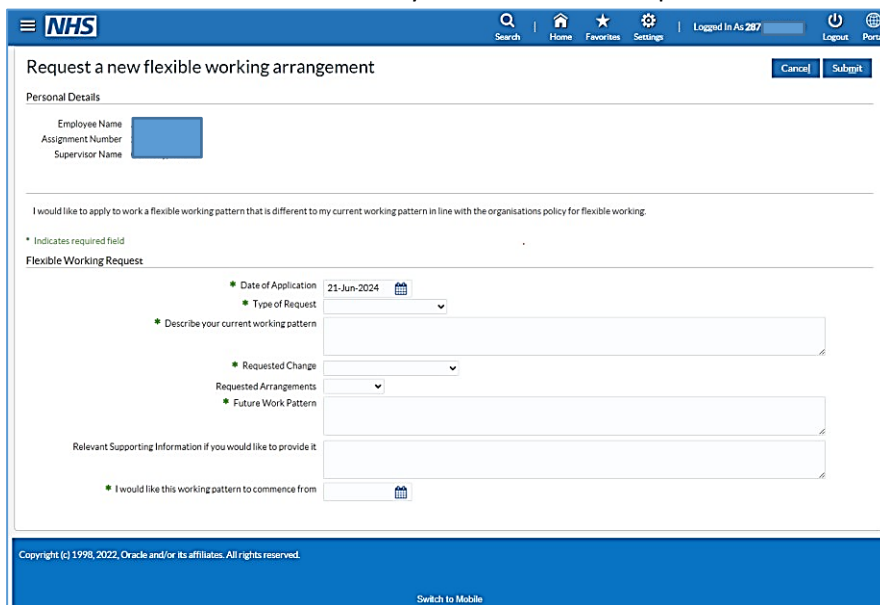 NHS
Search | Home Favorites Settings | Logged In As 287 Logout
Request a new flexible working arrangement
Cancel Submit
Personal Details
Employee Name
Assignment Number
Supervisor Name
I would like to apply to work a flexible working pattern that is different to my current working pattern in line with the organisations policy for flexible working.
* Indicates required field
Flexible Working Request
* Date of Application 21-Jun-2024
* Type of Request
* Describe your current working pattern
* Requested Change
Requested Arrangements
* Future Work Pattern
Relevant Supporting Information if you would like to provide it
* I would like this working pattern to commence from
Copyright (c) 1998, 2022, Oracle and/or its affiliates. All rights reserved.
Switch to Mobile